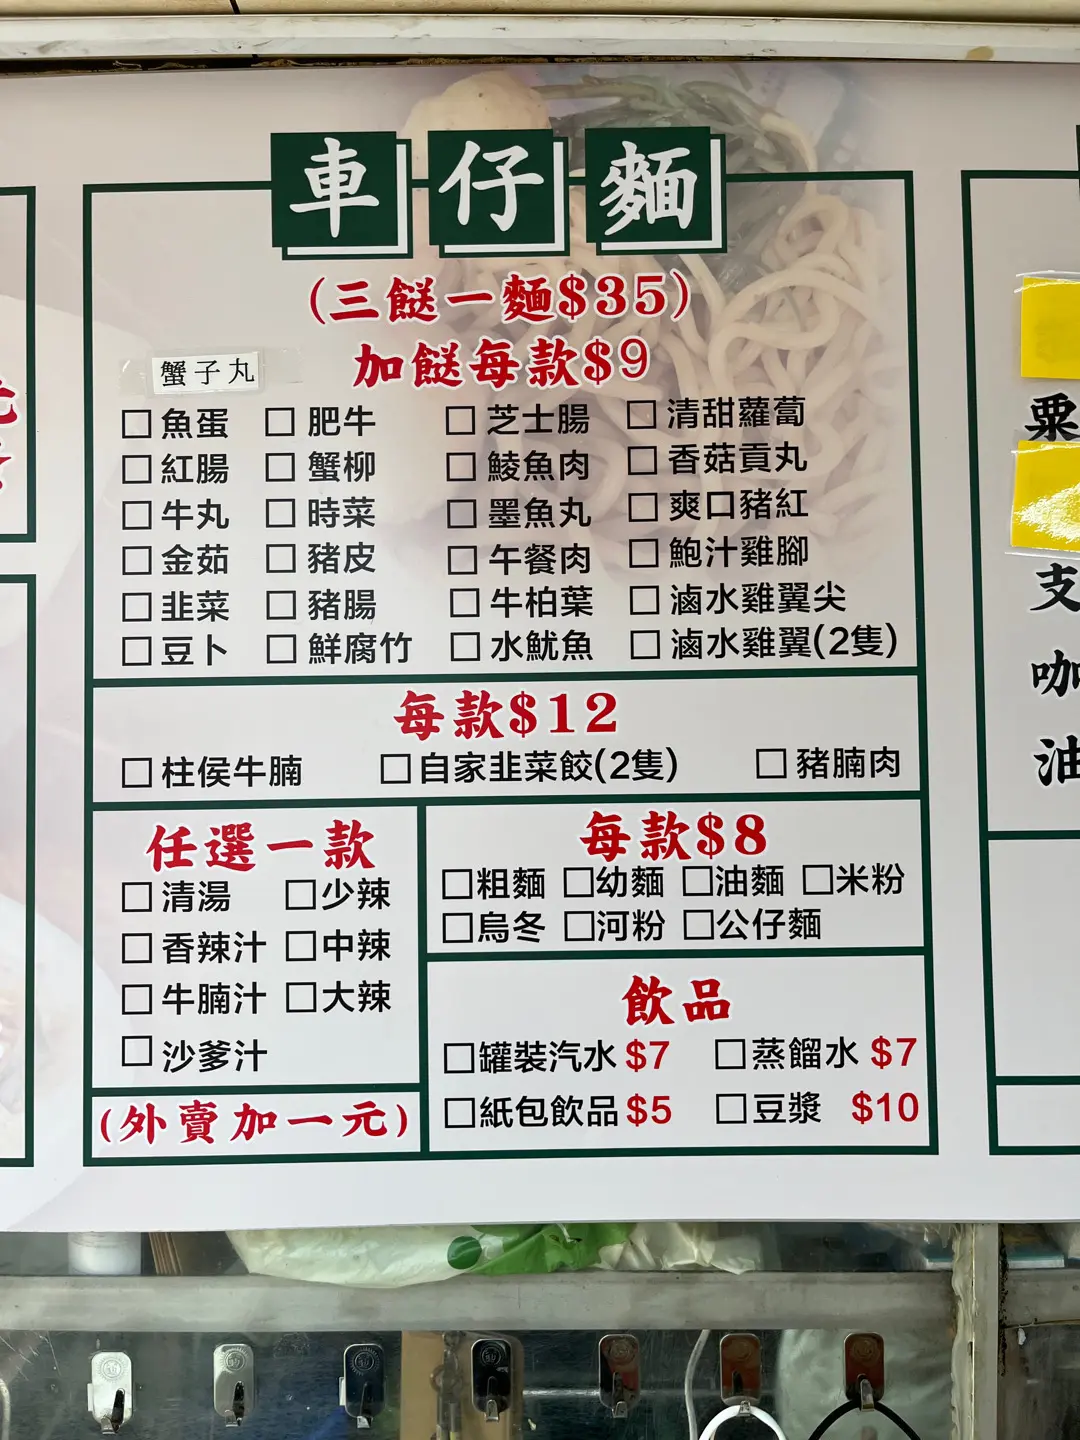 車仔麵
(三餸一麵$35)
加餸每款$9
蟹子丸
□魚蛋 □肥牛 □芝士腸 □清甜蘿蔔
□紅腸 □蟹柳 □鯪魚肉 □香菇貢丸
□牛丸 □時菜 □墨魚丸 □爽口豬紅
□金茹 □豬皮 □午餐肉 □鮑汁雞腳
□韭菜 □豬腸 □牛柏葉 □滷水雞翼尖
□豆卜 □鮮腐竹 □水魷魚 □滷水雞翼(2隻)
每款$12
□柱侯牛腩 □自家韭菜餃(2隻) □豬腩肉
任選一款
□清湯 □少辣
□香辣汁 □中辣
□牛腩汁 □大辣
□沙爹汁
(外賣加一元)
每款$8
□粗麵 □幼麵 □油麵 □米粉
□烏冬 □河粉 □公仔麵
飲品
□罐裝汽水 $7 □蒸餾水 $7
□紙包飲品 $5 □豆漿 $10
粟
支
咖
油